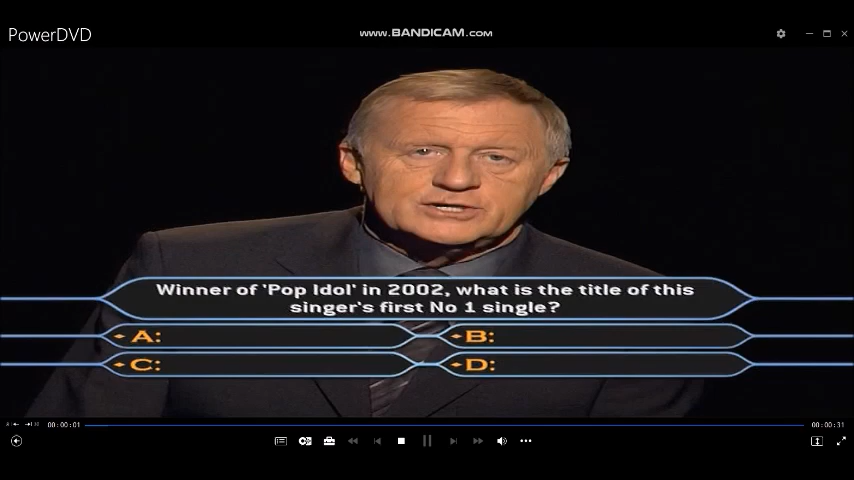 PowerDVD
www.BANDICAM.com
Winner of 'Pop Idol' in 2002, what is the title of this
singer's first No 1 single?
A:
B:
C:
D:
00:00:01
00:00:31